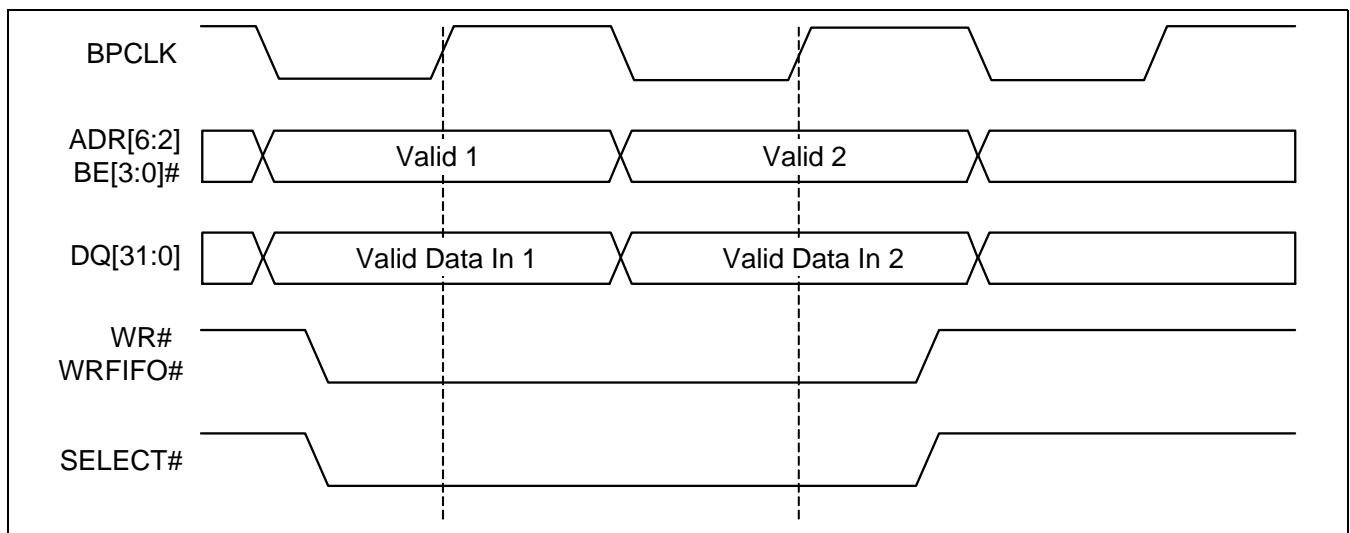 BPCLK
ADR[6:2]
BE[3:0]#
Valid 1
Valid 2
DQ[31:0]
Valid Data In 1
Valid Data In 2
WR#
WRFIFO#
SELECT#